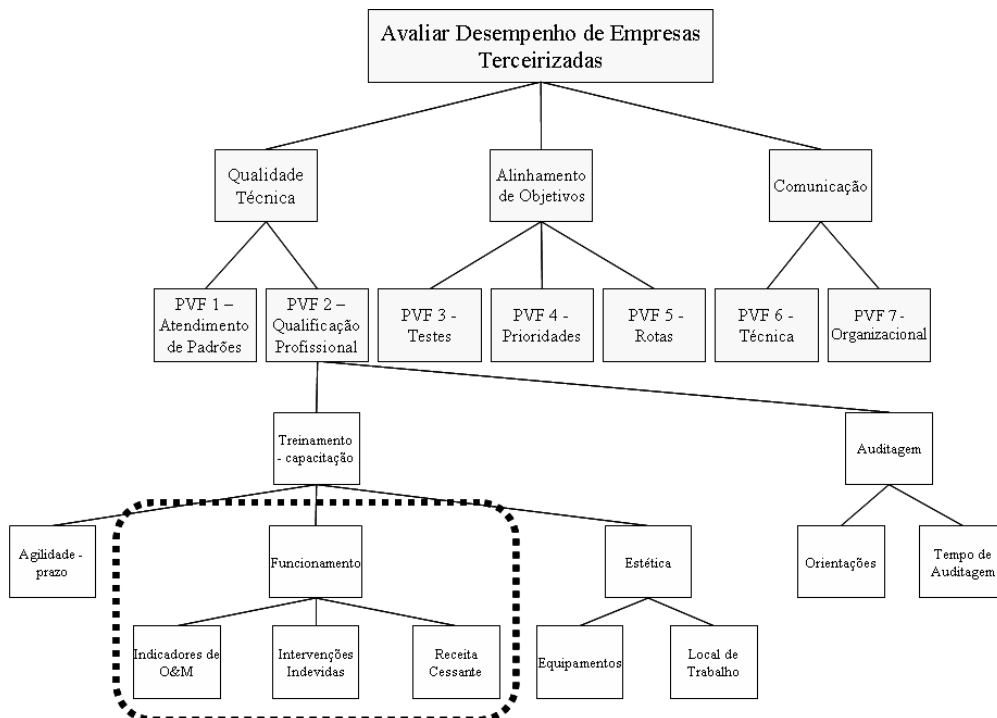 Avaliar Desempenho de Empresas
Terceirizadas
Qualidade
Técnica
Alinhamento
de Objetivos
Comunicação
PVF 1 –
Atendimento
de Padrões
PVF 2 –
Qualificação
Profissional
PVF 3 -
Testes
PVF 4 -
Prioridades
PVF 5 -
Rotas
PVF 6 -
Técnica
PVF 7 -
Organizacional
Treinamento
- capacitação
Auditagem
Agilidade -
prazo
Funcionamento
Estética
Orientações
Tempo de
Auditagem
Indicadores de
O&M
Intervenções
Indevidas
Receita
Cessante
Equipamentos
Local de
Trabalho